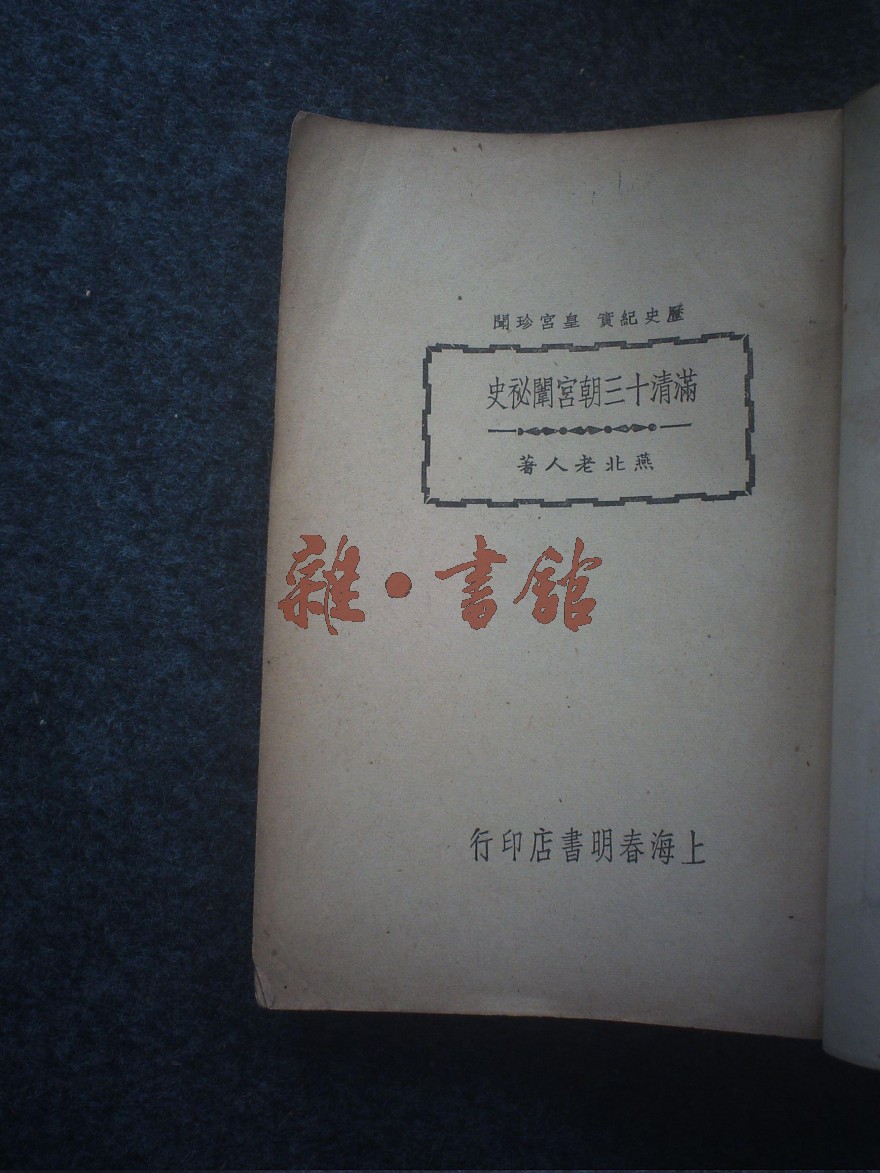 歷史紀實 皇宮珍聞
滿清十三朝宮闈祕史
燕北老人著
雜·書館
上海春明書店印行